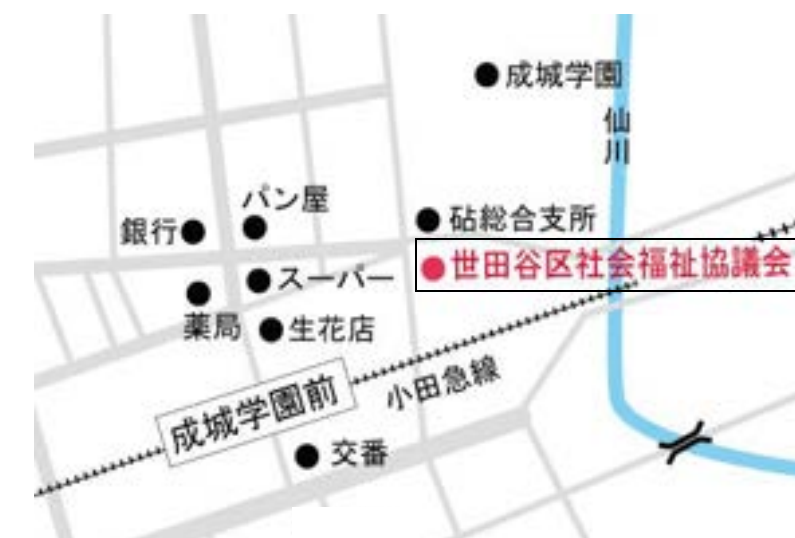 成城学園
仙川
パン屋
銀行
砧総合支所
世田谷区社会福祉協議会
スーパー
薬局
生花店
成城学園前
小田急線
交番